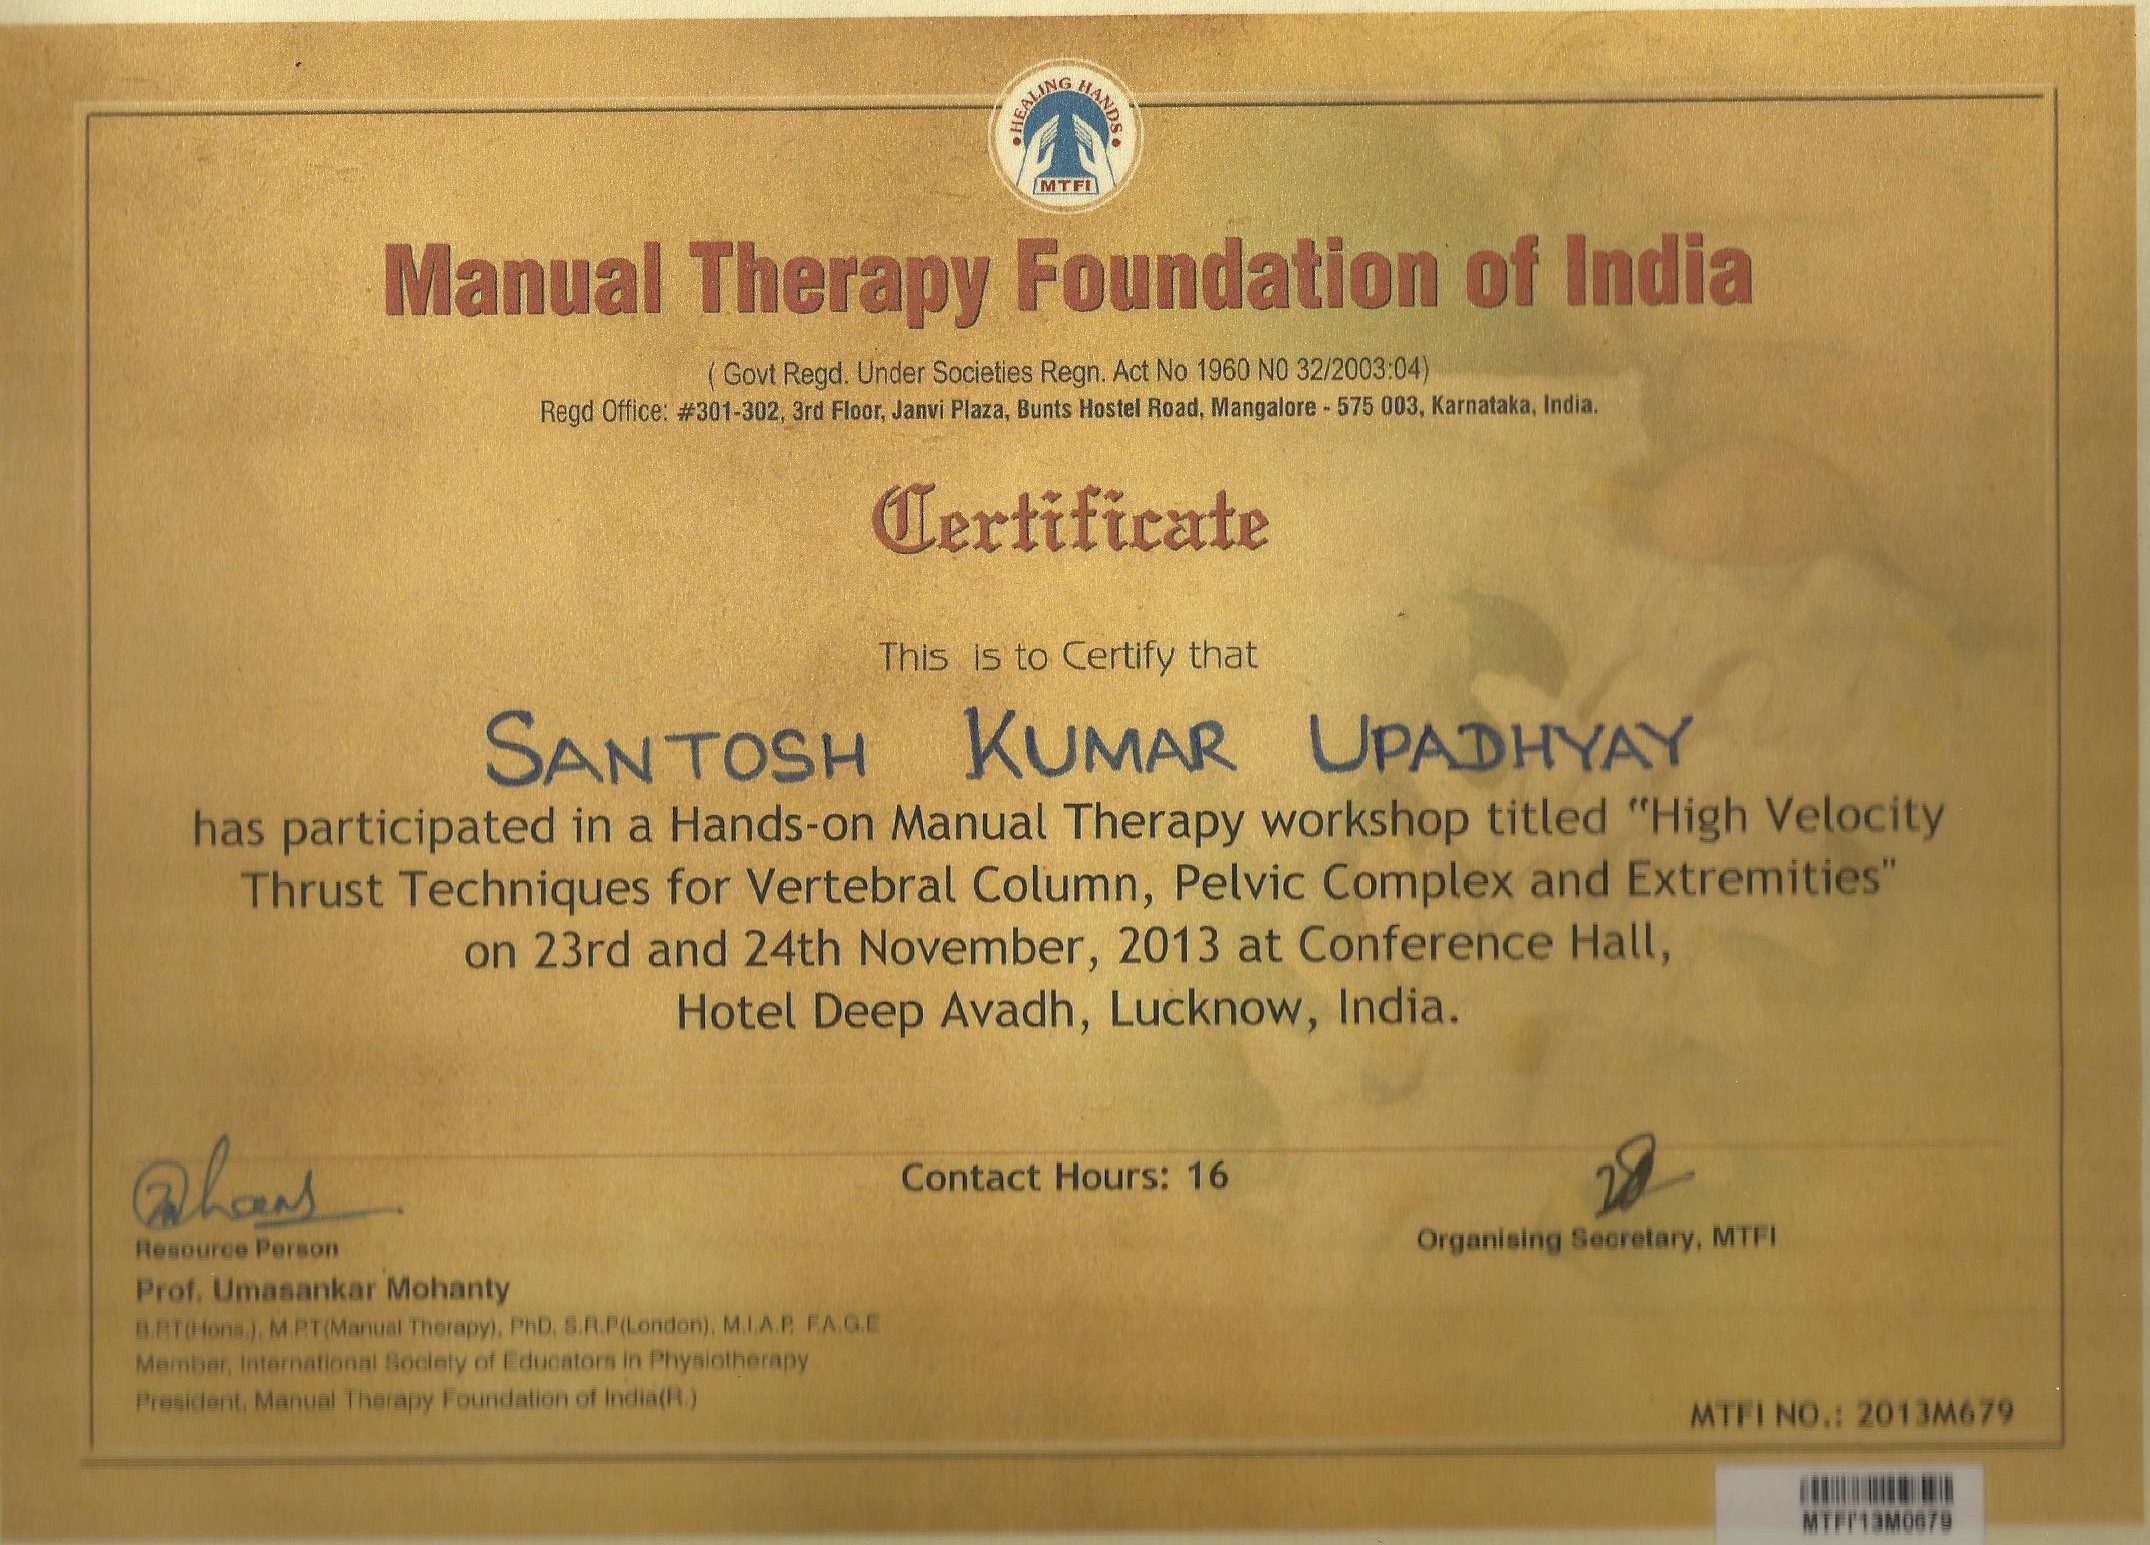 HEALING HANDS
MTFI
Manual Therapy Foundation of India
( Govt Regd. Under Societies Regn. Act No 1960 N0 32/2003:04)
Regd Office: #301-302, 3rd Floor, Janvi Plaza, Bunts Hostel Road, Mangalore - 575 003, Karnataka, India.
Certificate
This is to Certify that
SANTOSH KUMAR UPADHYAY
has participated in a Hands-on Manual Therapy workshop titled “High Velocity
Thrust Techniques for Vertebral Column, Pelvic Complex and Extremities"
on 23rd and 24th November, 2013 at Conference Hall,
Hotel Deep Avadh, Lucknow, India.
Contact Hours: 16
Resource Person
Prof. Umasankar Mohanty
B.P.T(Hons.), M.P.T(Manual Therapy), PhD, S.R.P(London), M.I.A.P, F.A.G.E
Member, International Society of Educators in Physiotherapy
President, Manual Therapy Foundation of India(R.)
Organising Secretary, MTFI
MTFI NO.: 2013M679
MTFI'13M0679